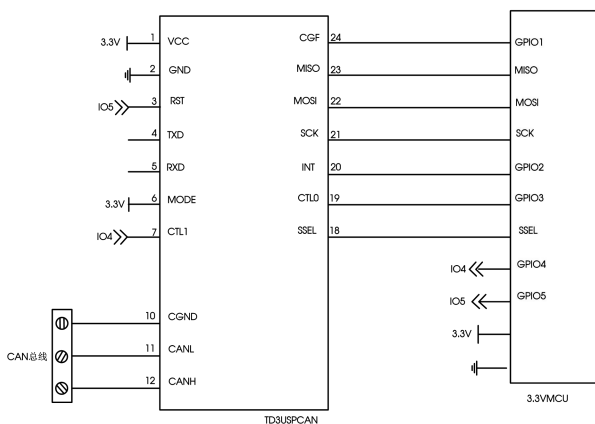 3.3V 1 VCC CGF 24 GPIO1
2 GND MISO 23 MISO
IO5 3 RST MOSI 22 MOSI
4 TXD SCK 21 SCK
5 RXD INT 20 GPIO2
3.3V 6 MODE CTL0 19 GPIO3
IO4 7 CTL1 SSEL 18 SSEL
IO4 GPIO4
IO5 GPIO5
10 CGND
3.3V
CAN总线 11 CANL
12 CANH
3.3VMCU
TD3USPCAN